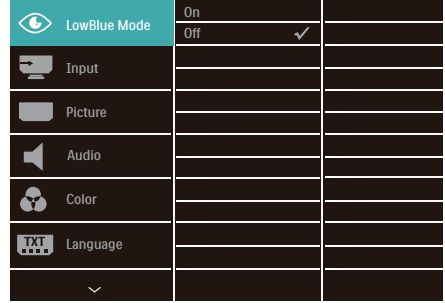 LowBlue Mode
On
Off
Input
Picture
Audio
Color
TXT
Language